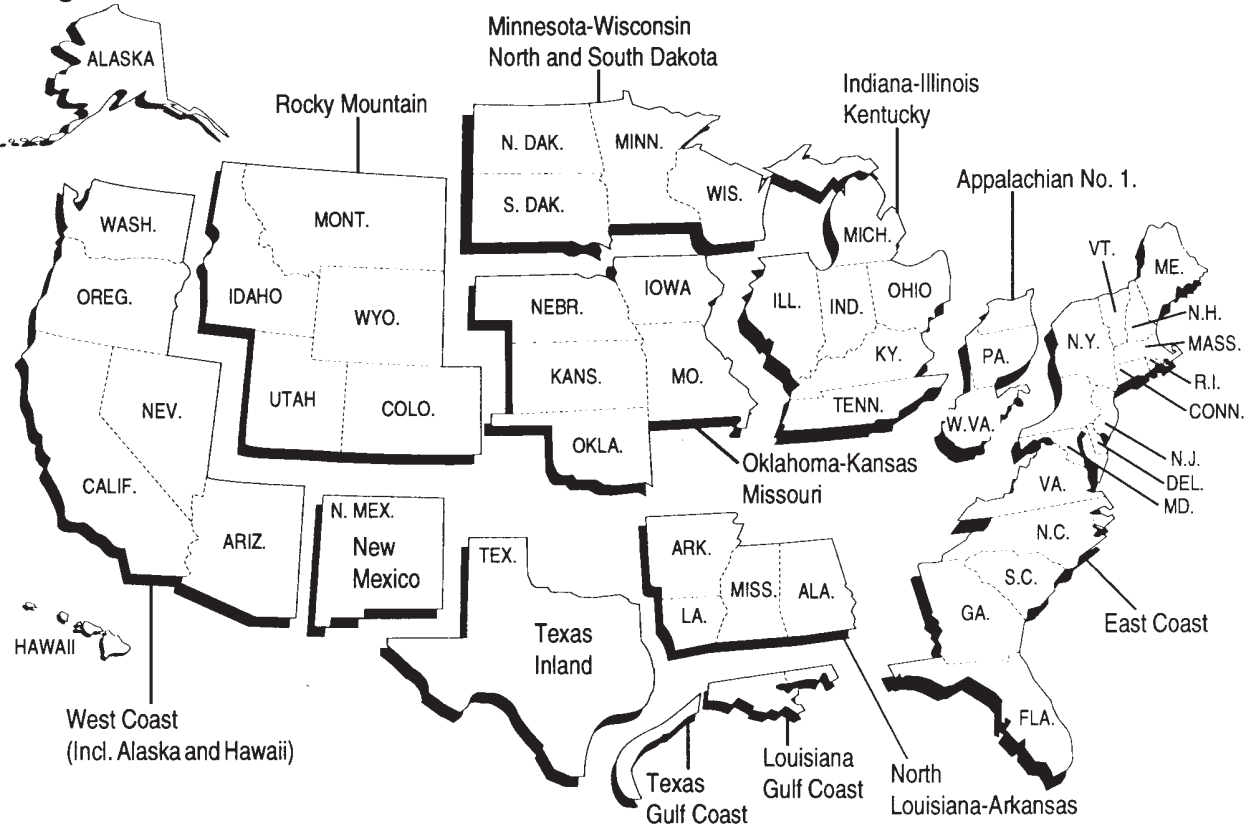 ALASKA
Minnesota-Wisconsin
North and South Dakota
Rocky Mountain
Indiana-Illinois
Kentucky
Appalachian No. 1.
N. DAK.
MINN.
S. DAK.
WIS.
MICH.
WASH.
MONT.
VT.
ME.
OREG.
IDAHO
WYO.
NEBR.
IOWA
ILL.
IND.
OHIO
N.H.
N.Y.
MASS.
PA.
KY.
R.I.
CONN.
NEV.
UTAH
COLO.
KANS.
MO.
TENN.
W.VA.
OKLA.
Oklahoma-Kansas
Missouri
N.J.
DEL.
MD.
CALIF.
VA.
ARIZ.
N. MEX.
New
Mexico
TEX.
Texas
Inland
ARK.
MISS.
ALA.
LA.
N.C.
S.C.
GA.
East Coast
HAWAII
FLA.
West Coast
(Incl. Alaska and Hawaii)
Texas
Gulf Coast
Louisiana
Gulf Coast
North
Louisiana-Arkansas